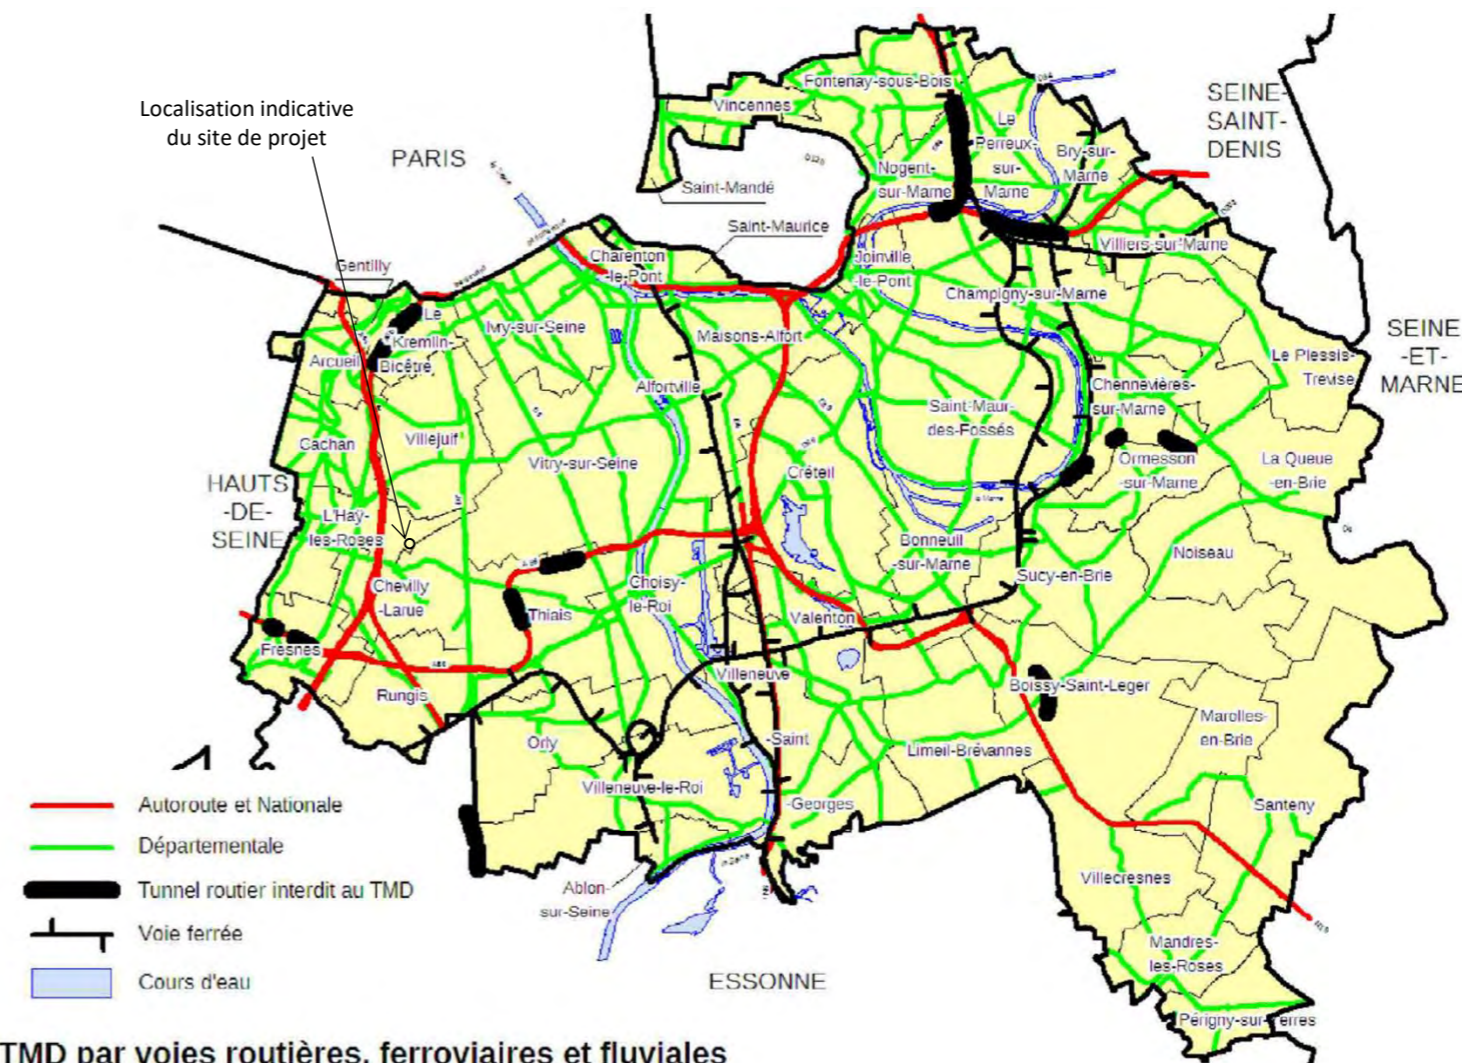 Localisation indicative
du site de projet
PARIS
SEINE-
SAINT-
DENIS
SEINE
-ET-
MARNE
HAUTS
-DE-
SEINE
ESSONNE
Fontenay-sous-Bois
Vincennes
Le
Perreux-
sur-
Marne
Bry-sur-
Marne
Nogent-
sur-Marne
Saint-Mandé
Saint-Maurice
Villiers-sur-Marne
Gentilly
Charenton
-le-Pont
Joinville
-le-Pont
Champigny-sur-Marne
Le
Kremlin-
Bicêtre
Ivry-sur-Seine
Maisons-Alfort
Arcueil
Le Plessis-
Trevise
Alfortville
Chennevières-
sur-Marne
Saint-Maur-
des-Fossés
Cachan
Villejuif
Vitry-sur-Seine
Créteil
Ormesson
-sur-Marne
La Queue
-en-Brie
L'Hay-
les-Roses
Bonneuil
-sur-Marne
Noiseau
Sucy-en-Brie
Chevilly
-Larue
Thiais
Choisy-
le-Roi
Valenton
Fresnes
Rungis
Villeneuve
-Saint
-Georges
Boissy-Saint-Leger
Marolles-
en-Brie
Orly
Limeil-Brévannes
Villeneuve-le-Roi
Santeny
Ablon-
sur-Seine
Villecresnes
Mandres-
les-Roses
Périgny-sur-Yerres
Autoroute et Nationale
Départementale
Tunnel routier interdit au TMD
Voie ferrée
Cours d'eau
TMD par voies routières, ferroviaires et fluviales